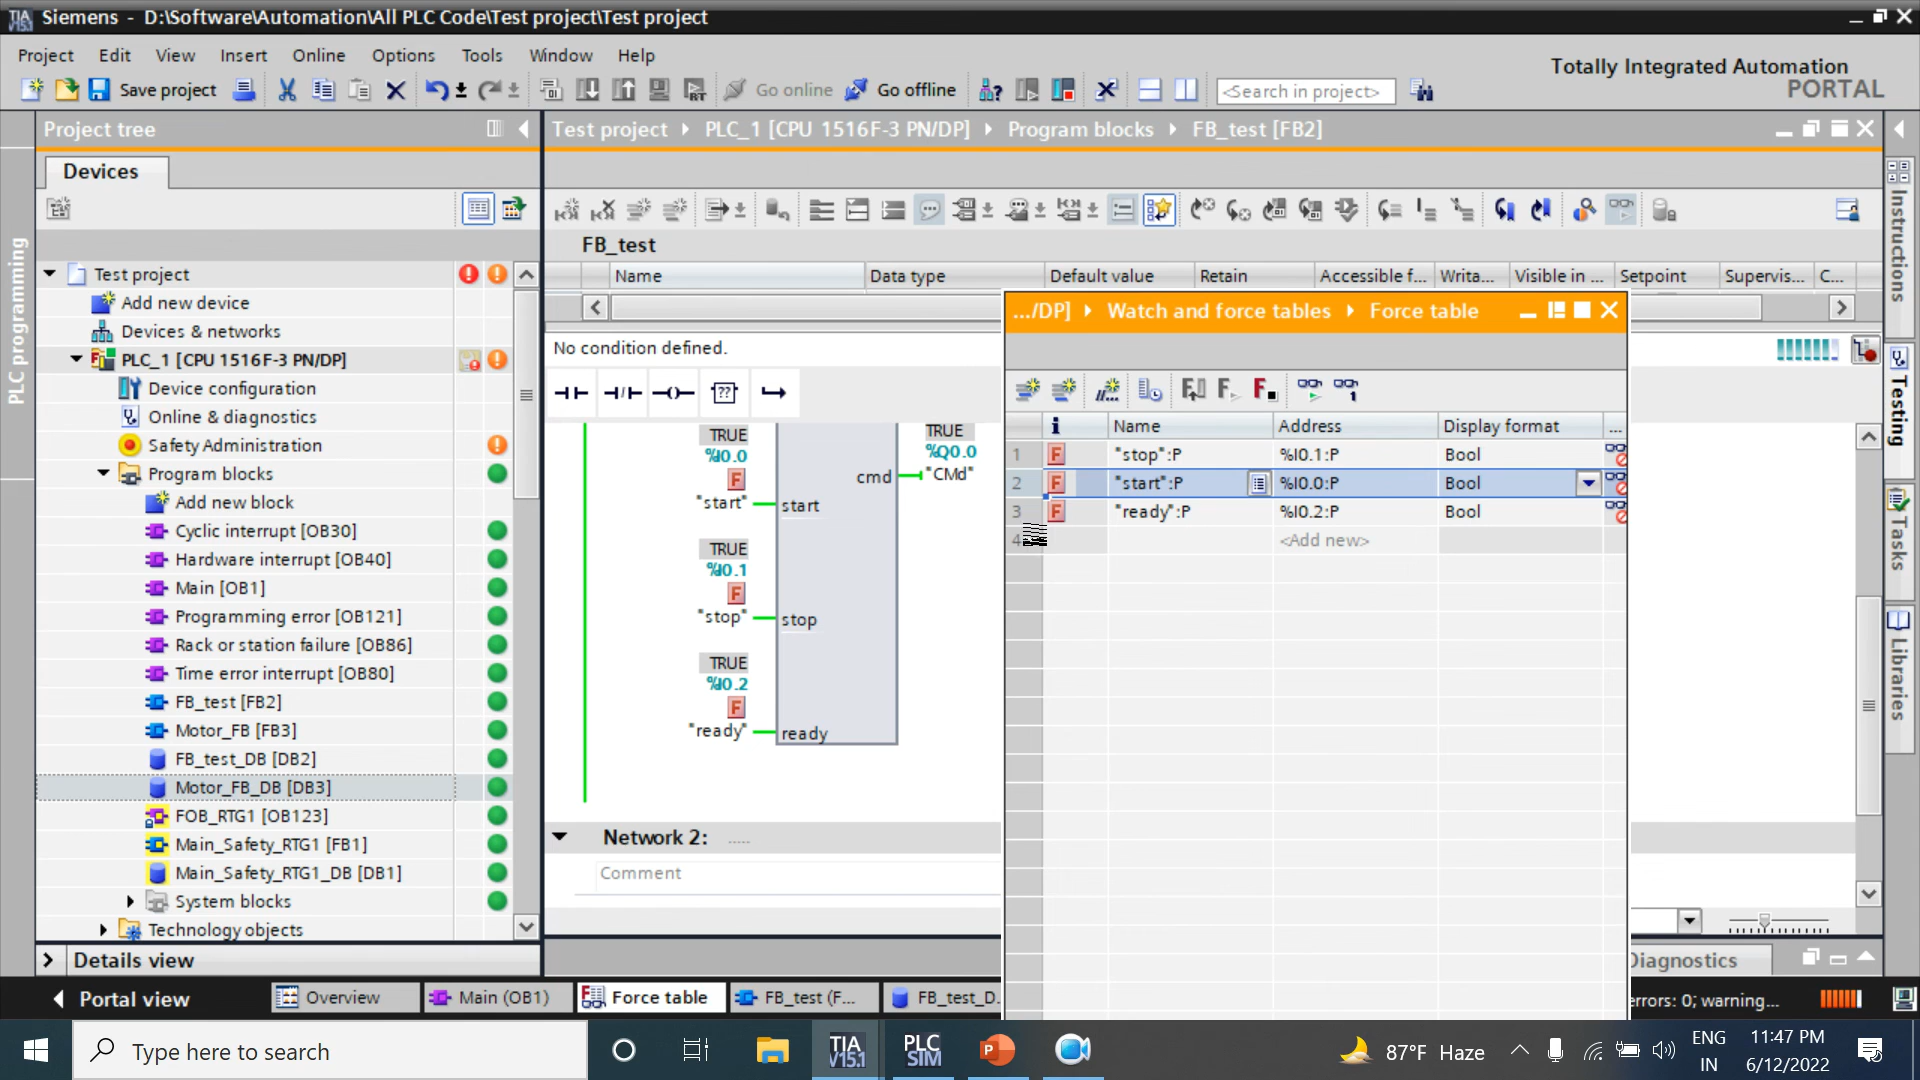 Siemens - D:\Software\Automation\All PLC Code\Test project\Test project
Project Edit View Insert Online Options Tools Window Help
Totally Integrated Automation
PORTAL
Save project
Go online
Go offline
<Search in project>
Project tree
Test project
PLC_1 [CPU 1516F-3 PN/DP]
Program blocks
FB_test [FB2]
Devices
PLC programming
FB_test
Name Data type Default value Retain Accessible f... Writa... Visible in ... Setpoint Supervis... C...
Test project
Add new device
Devices & networks
PLC_1 [CPU 1516F-3 PN/DP]
Device configuration
Online & diagnostics
Safety Administration
Program blocks
Add new block
Cyclic interrupt [OB30]
Hardware interrupt [OB40]
Main [OB1]
Programming error [OB121]
Rack or station failure [OB86]
Time error interrupt [OB80]
FB_test [FB2]
Motor_FB [FB3]
FB_test_DB [DB2]
Motor_FB_DB [DB3]
FOB_RTG1 [OB123]
Main_Safety_RTG1 [FB1]
Main_Safety_RTG1_DB [DB1]
System blocks
Technology objects
Details view
No condition defined.
??
TRUE
%I0.0
F
"start"
start
TRUE
%Q0.0
cmd
"CMd"
TRUE
%I0.1
F
"stop"
stop
TRUE
%I0.2
F
"ready"
ready
Network 2: .....
Comment
.../DP]
Watch and force tables
Force table
i Name Address Display format ...
1 F "stop":P %I0.1:P Bool
2 F "start":P %I0.0:P Bool
3 F "ready":P %I0.2:P Bool
4 <Add new>
Instructions
Testing
Tasks
Libraries
Diagnostics
Portal view
Overview
Main (OB1)
Force table
FB_test (F...
FB_test_D...
errors: 0; warning...
Type here to search
TIA V15.1
PLC SIM
87°F Haze
ENG
IN
11:47 PM
6/12/2022